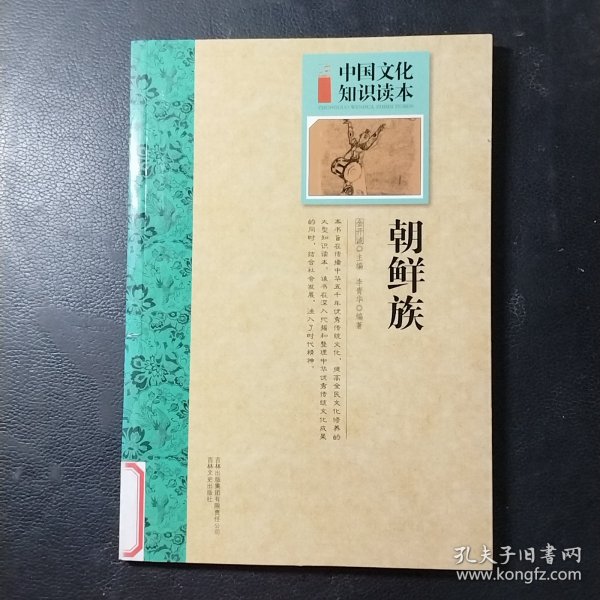 中国文化
知识读本
ZHONGGUO WENHUA ZHISHI DUBEN
朝鲜族
金开诚◎主编 李青华◎编著
本书旨在传播中华五千年优秀传统文化，提高全民文化修养的
大型知识读本。该书在深入挖掘和整理中华优秀传统文化成果
的同时，结合社会发展，注入了时代精神。
吉林出版集团有限责任公司
吉林文史出版社
孔夫子旧书网
www.kongfz.com